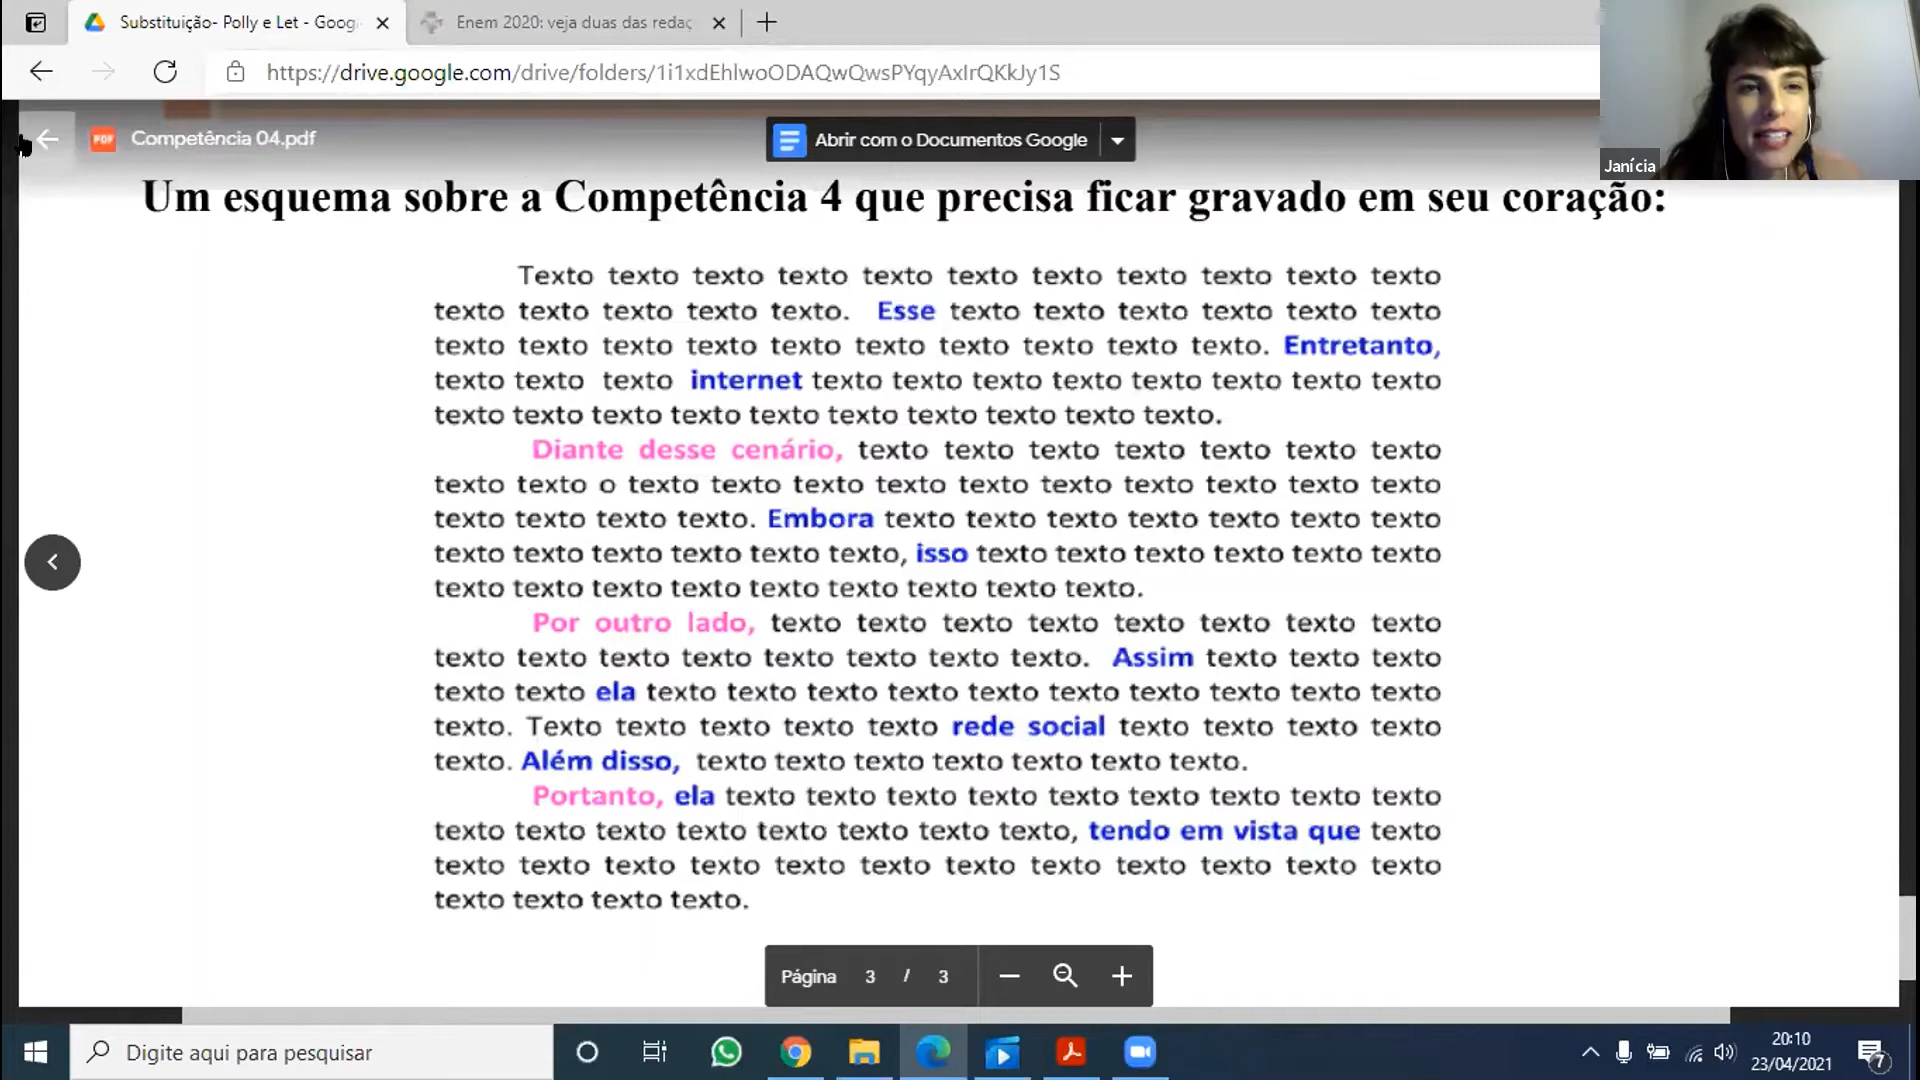 Substituição- Polly e Let - Goog
Enem 2020: veja duas das redaç
https://drive.google.com/drive/folders/1i1xdEhlwoODAQwQwsPYqyAxIrQKkJy1S
Janícia
PDF
Competência 04.pdf
Abrir com o Documentos Google
Um esquema sobre a Competência 4 que precisa ficar gravado em seu coração:
Texto texto texto texto texto texto texto texto texto texto texto
texto texto texto texto texto. Esse texto texto texto texto texto texto
texto texto texto texto texto texto texto texto texto texto. Entretanto,
texto texto texto internet texto texto texto texto texto texto texto texto
texto texto texto texto texto texto texto texto texto texto.
Diante desse cenário, texto texto texto texto texto texto texto
texto texto o texto texto texto texto texto texto texto texto texto texto
texto texto texto texto. Embora texto texto texto texto texto texto texto
texto texto texto texto texto texto, isso texto texto texto texto texto texto
texto texto texto texto texto texto texto texto texto.
Por outro lado, texto texto texto texto texto texto texto texto
texto texto texto texto texto texto texto texto. Assim texto texto texto
texto texto ela texto texto texto texto texto texto texto texto texto texto
texto. Texto texto texto texto texto rede social texto texto texto texto
texto. Além disso, texto texto texto texto texto texto texto.
Portanto, ela texto texto texto texto texto texto texto texto texto
texto texto texto texto texto texto texto texto, tendo em vista que texto
texto texto texto texto texto texto texto texto texto texto texto texto
texto texto texto texto.
Página 3 / 3
Digite aqui para pesquisar
20:10
23/04/2021
7